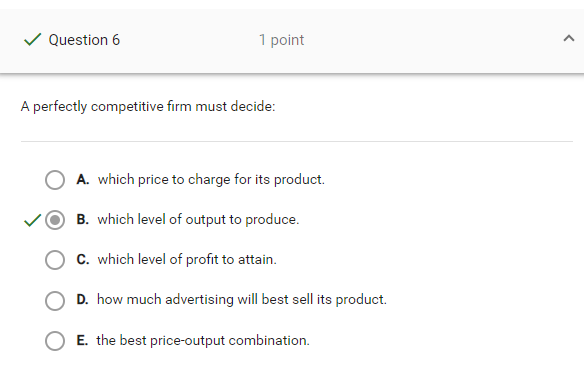 Question 6 1 point
A perfectly competitive firm must decide:
A. which price to charge for its product.
B. which level of output to produce.
C. which level of profit to attain.
D. how much advertising will best sell its product.
E. the best price-output combination.